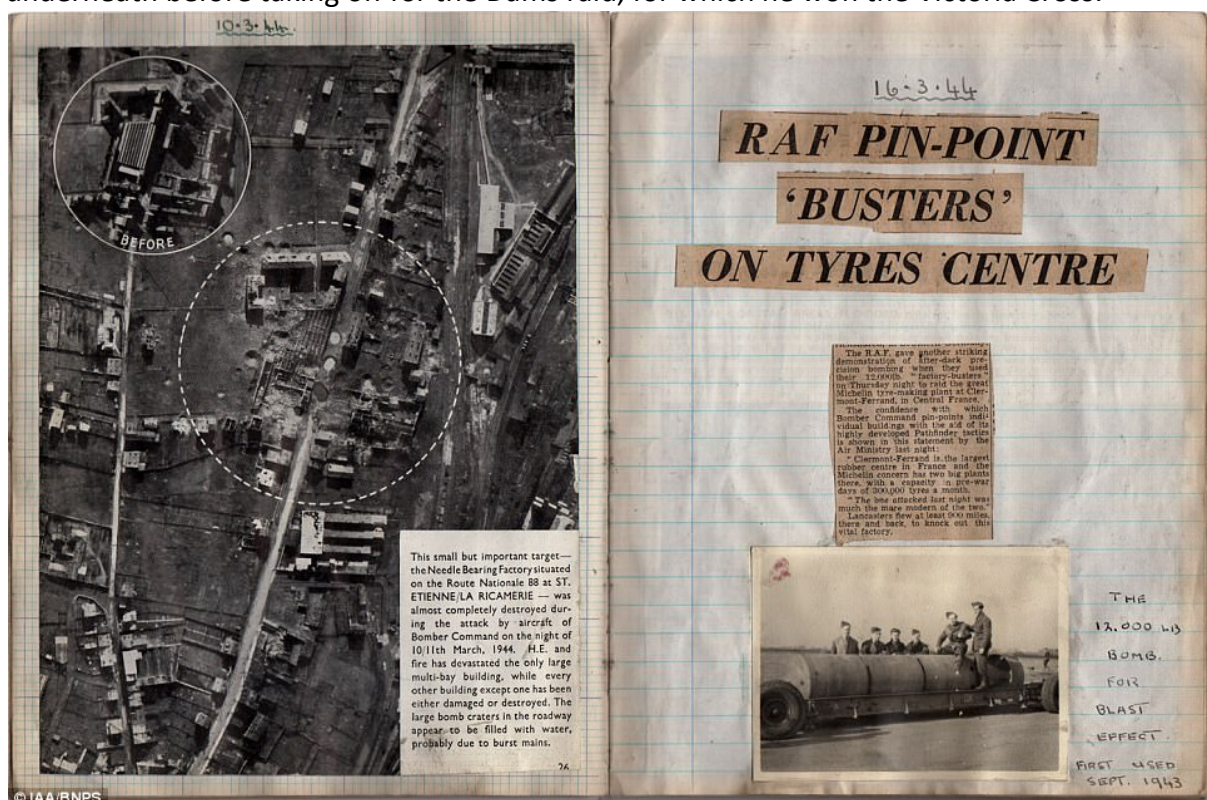 underneath before taking off for the Dams raid, for which he won the Victoria Cross.
10·3·44.
BEFORE
This small but important target—
the Needle Bearing Factory situated
on the Route Nationale 88 at ST.
ETIENNE/LA RICAMERIE — was
almost completely destroyed dur-
ing the attack by aircraft of
Bomber Command on the night of
10/11th March, 1944. H.E. and
fire has devastated the only large
multi-bay building, while every
other building except one has been
either damaged or destroyed. The
large bomb craters in the roadway
appear to be filled with water,
probably due to burst mains.
26
© IAA/BNPS
16·3·44
RAF PIN-POINT
'BUSTERS'
ON TYRES CENTRE
The R.A.F. gave another striking
demonstration of after-dark pre-
cision bombing when they used
their 12,000lb. "factory-busters"
on Thursday night to raid the great
Michelin tyre-making plant at Cler-
mont-Ferrand, in Central France.
The confidence with which
Bomber Command pin-points indi-
vidual buildings with the aid of its
highly developed Pathfinder tactics
is shown in this statement by the
Air Ministry last night:
"Clermont-Ferrand is the largest
rubber centre in France and the
Michelin concern has two big plants
there, with a capacity in pre-war
days of 300,000 tyres a month.
"The one attacked last night was
much the more modern of the two."
Lancasters flew at least 900 miles,
there and back, to knock out this
vital factory.
THE
12,000 LB
BOMB.
FOR
BLAST
EFFECT.
FIRST USED
SEPT. 1943